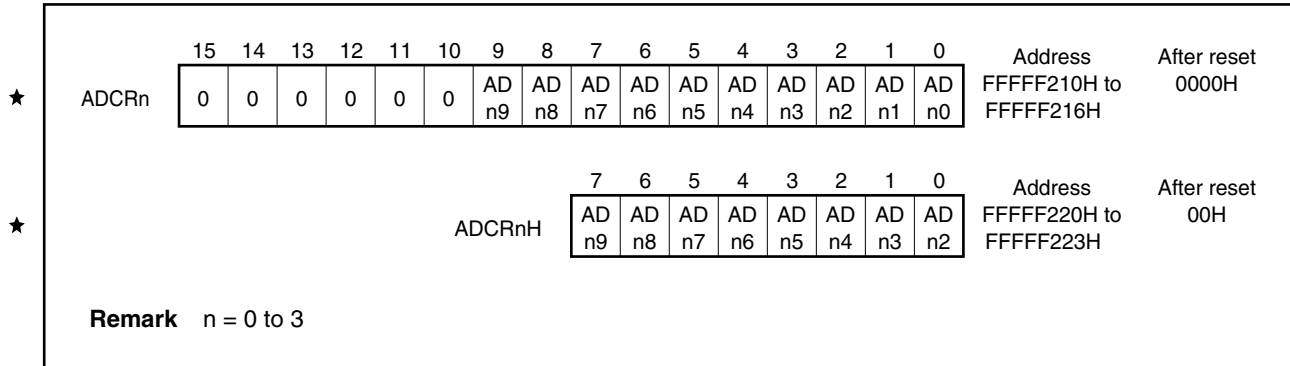 15 14 13 12 11 10 9 8 7 6 5 4 3 2 1 0 Address After reset
★ ADCRn 0 0 0 0 0 0 AD n9 AD n8 AD n7 AD n6 AD n5 AD n4 AD n3 AD n2 AD n1 AD n0 FFFFF210H to FFFFF216H 0000H
7 6 5 4 3 2 1 0 Address After reset
★ ADCRnH AD n9 AD n8 AD n7 AD n6 AD n5 AD n4 AD n3 AD n2 FFFFF220H to FFFFF223H 00H
Remark n = 0 to 3